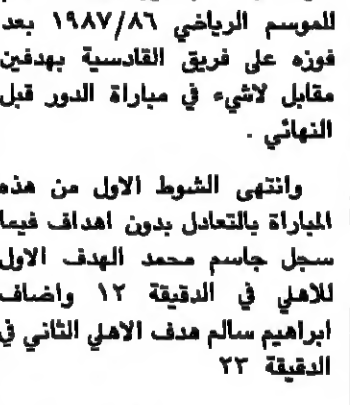 للموسم الرياضي ١٩٨٧/٨٦ بعد
فوزه على فريق القادسية بهدفين
مقابل لاشيء في مباراة الدور قبل
النهائي .
وانتهى الشوط الاول من هذه
المباراة بالتعادل بدون اهداف فيما
سجل جاسم محمد الهدف الاول
للاهلي في الدقيقة ١٢ واضاف
ابراهيم سالم هدف الاهلي الثاني في
الدقيقة ٢٣